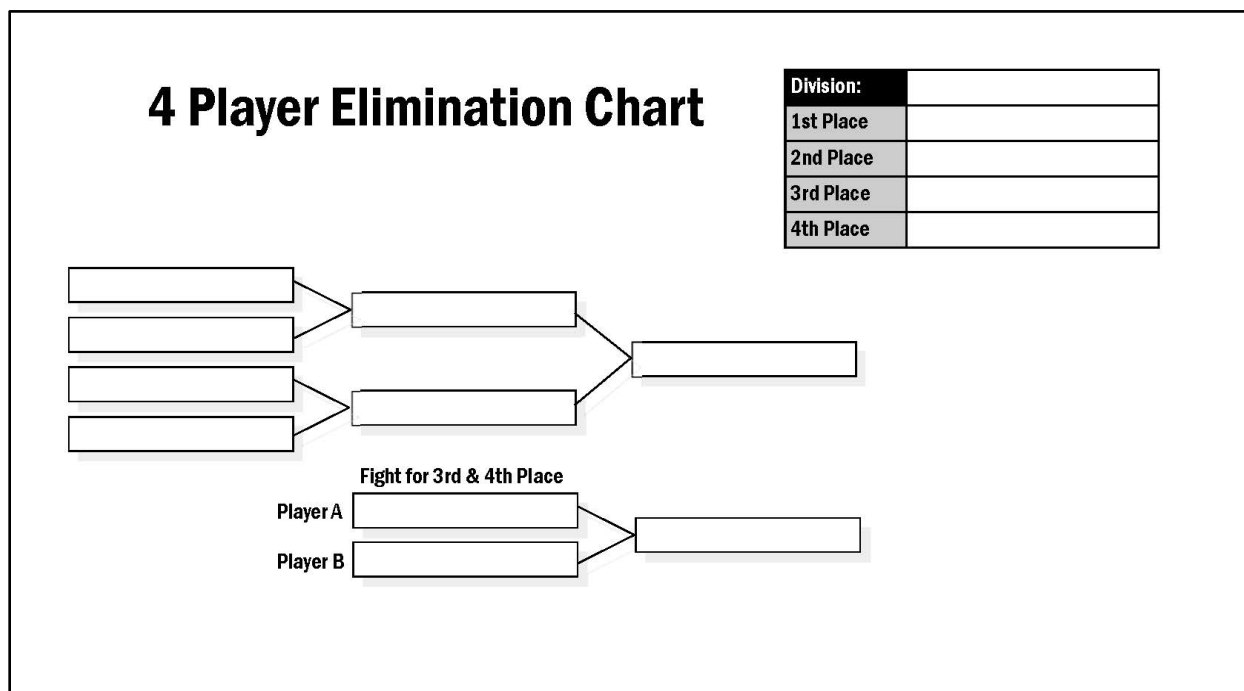 4 Player Elimination Chart
Division:
1st Place
2nd Place
3rd Place
4th Place
Fight for 3rd & 4th Place
Player A
Player B